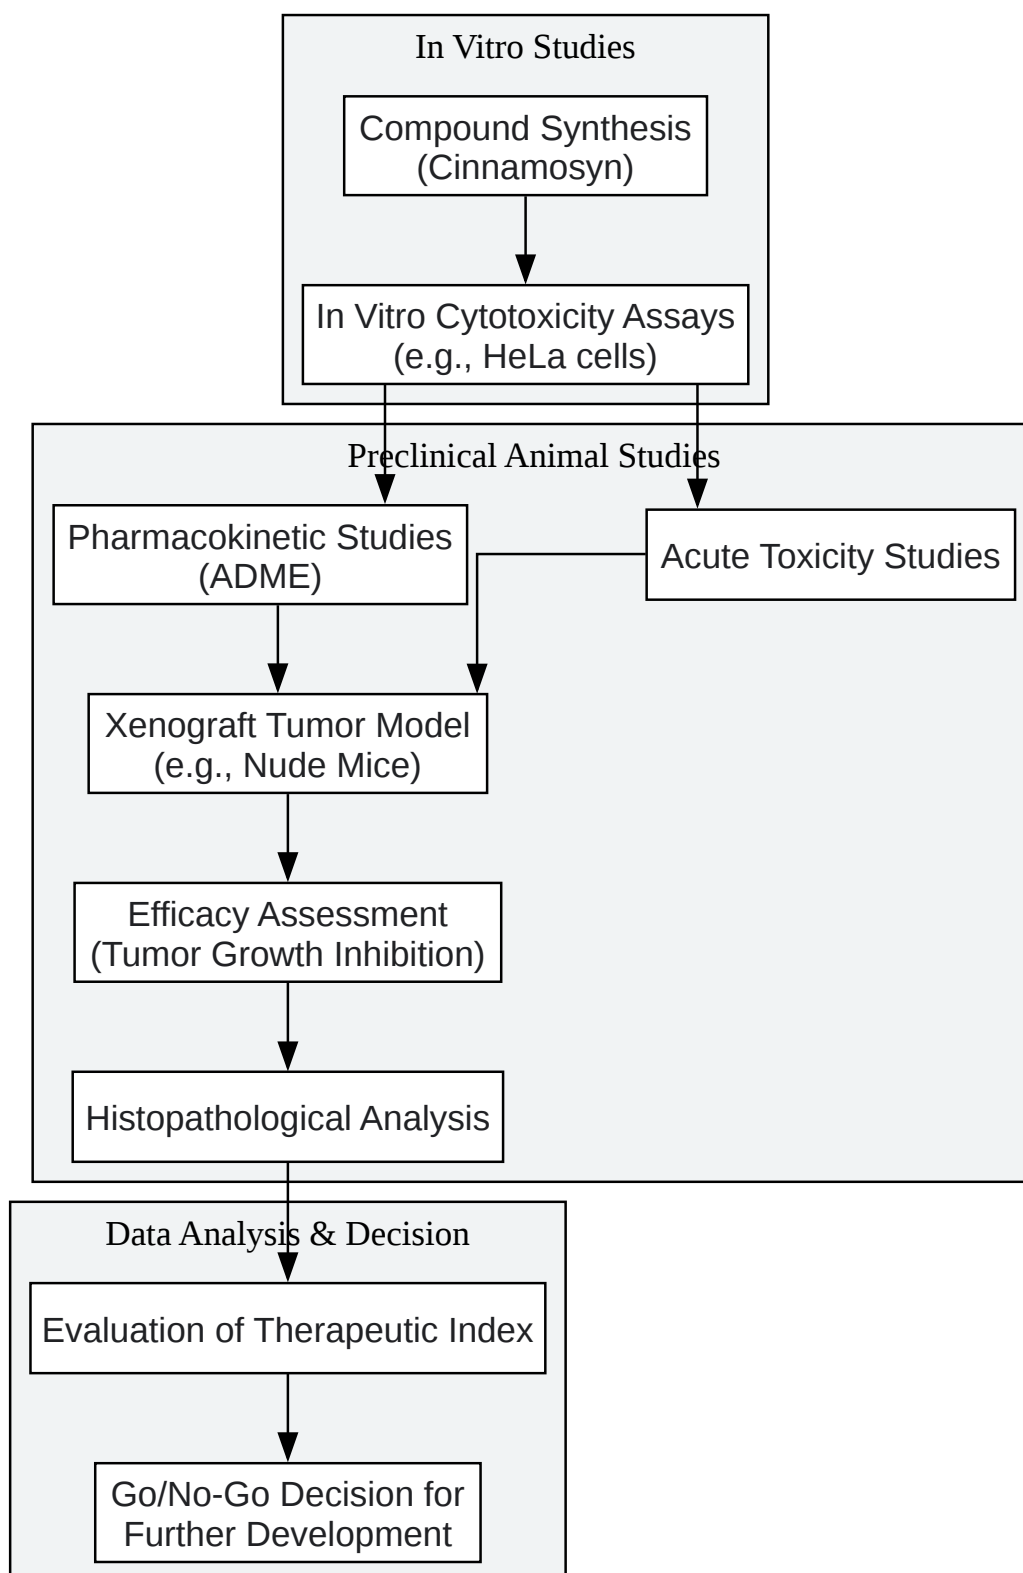 In Vitro Studies
Compound Synthesis
(Cinnamosyn)
In Vitro Cytotoxicity Assays
(e.g., HeLa cells)
Preclinical Animal Studies
Pharmacokinetic Studies
(ADME)
Acute Toxicity Studies
Xenograft Tumor Model
(e.g., Nude Mice)
Efficacy Assessment
(Tumor Growth Inhibition)
Histopathological Analysis
Data Analysis & Decision
Evaluation of Therapeutic Index
Go/No-Go Decision for
Further Development